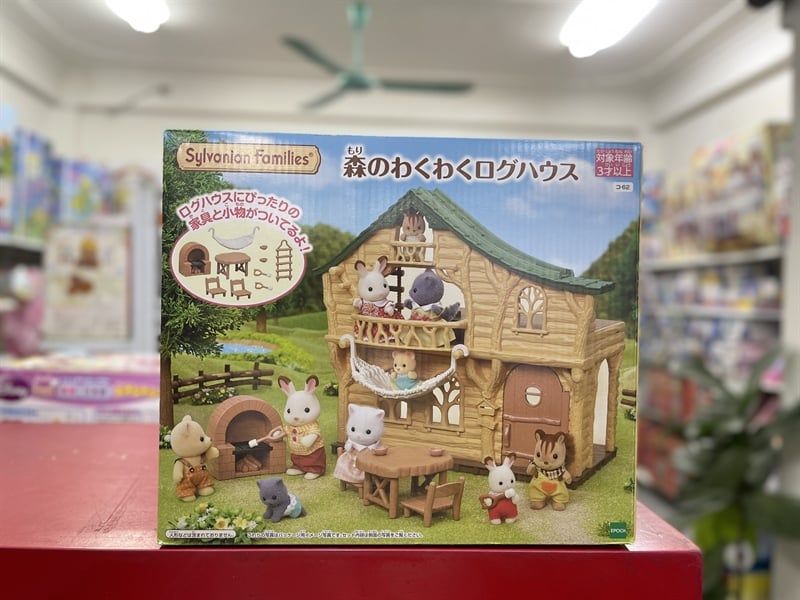 Sylvanian Families®
森のわくわくログハウス
もり
対象年齢
3才以上
コ-62
ログハウスにぴったりの
家具と小物がついてるよ!
EPOCH